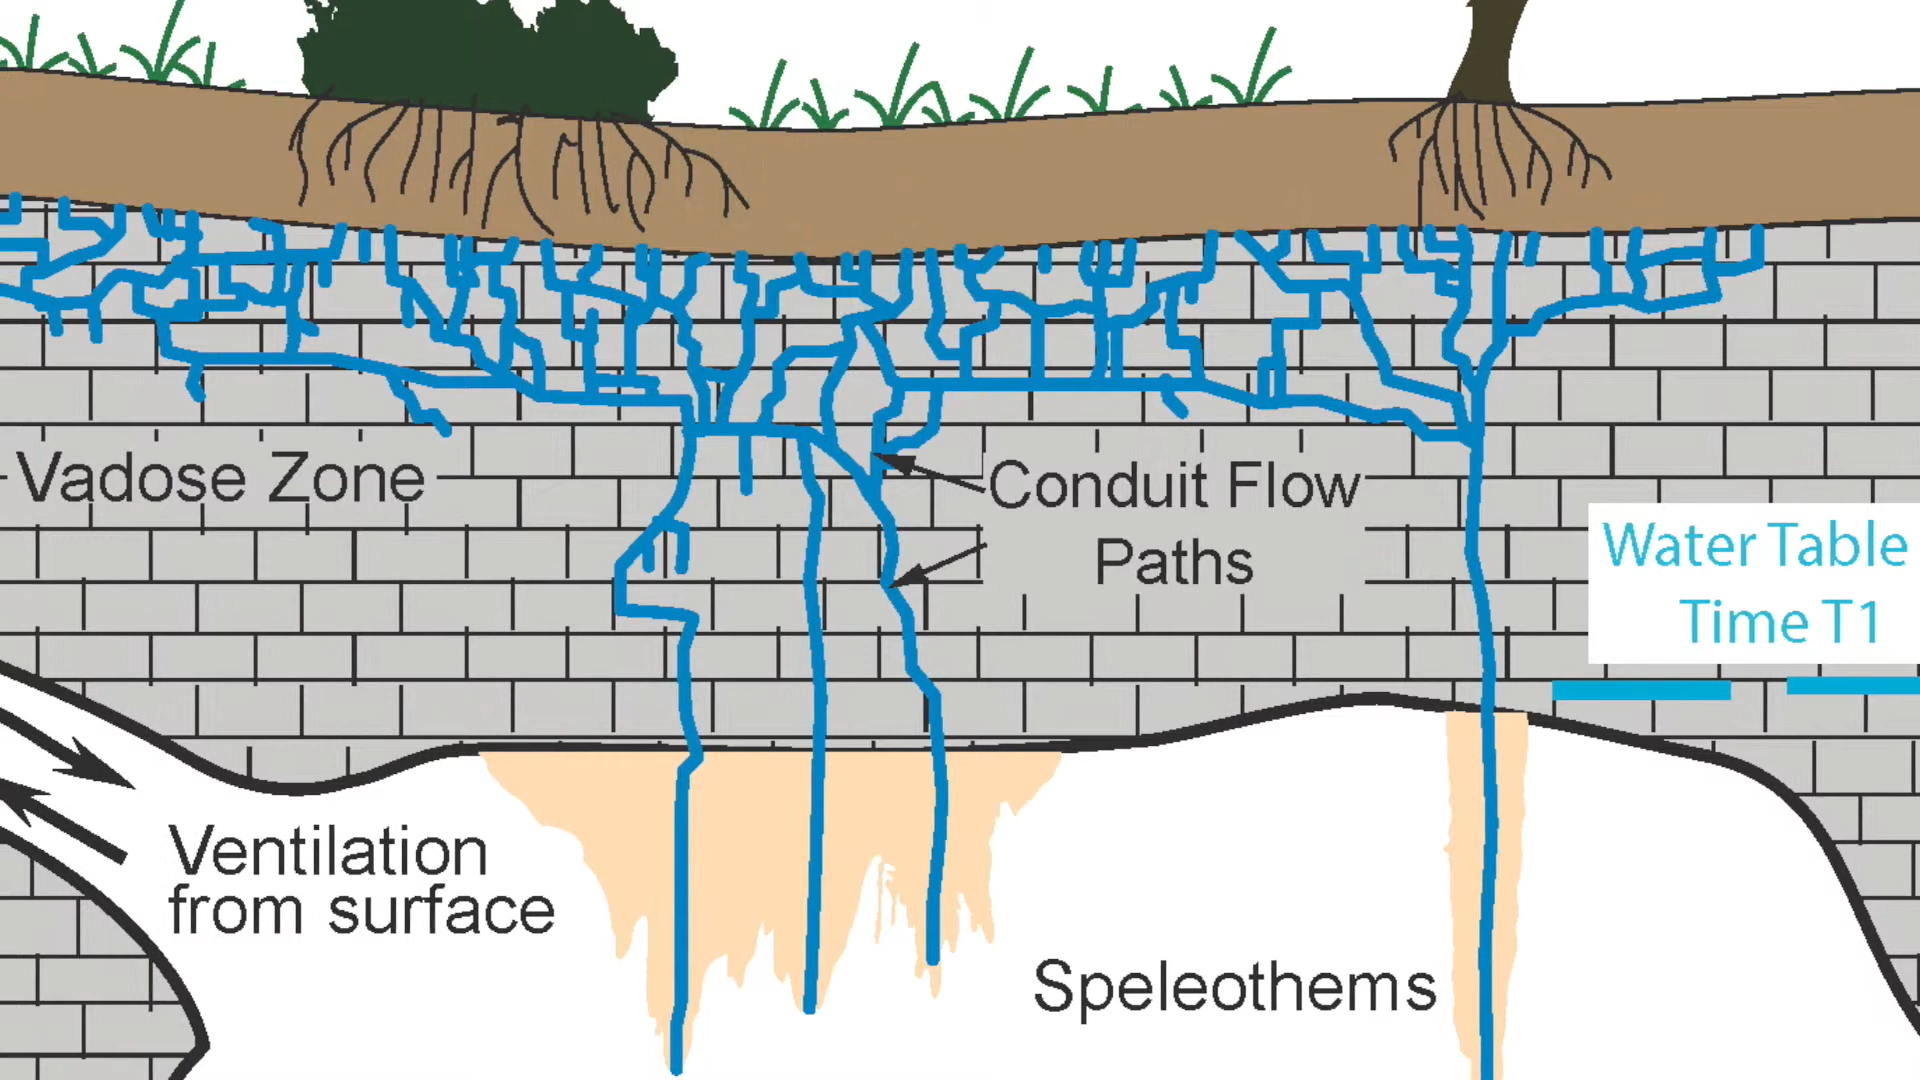 Vadose Zone
Conduit Flow
Paths
Water Table
Time T1
Ventilation
from surface
Speleothems